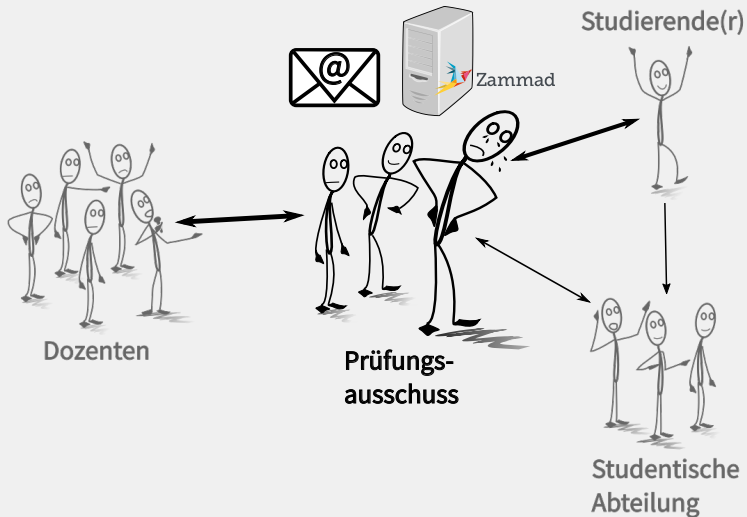 Studierende(r)
@
Zammad
Dozenten
Prüfungs-
ausschuss
Studentische
Abteilung